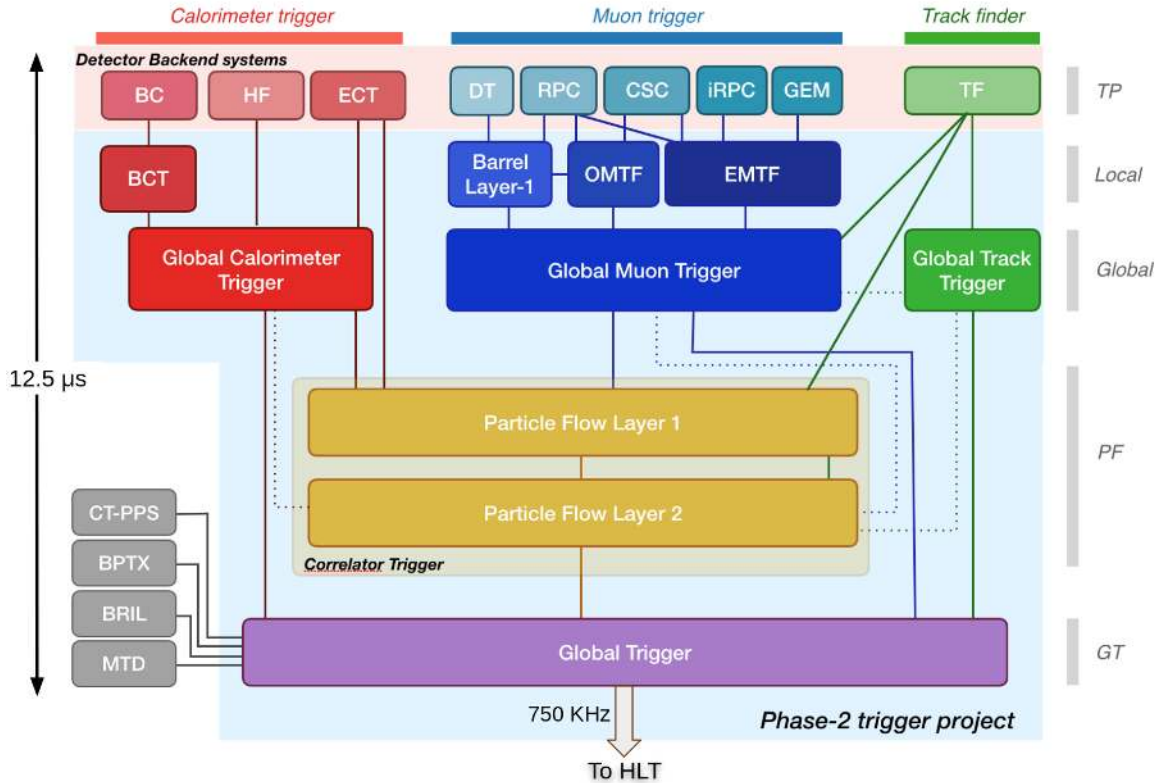 Calorimeter trigger
Muon trigger
Track finder
Detector Backend systems
BC
HF
ECT
DT
RPC
CSC
iRPC
GEM
TF
TP
BCT
Barrel
Layer-1
OMTF
EMTF
Local
Global Calorimeter
Trigger
Global Muon Trigger
Global Track
Trigger
Global
12.5 µs
Particle Flow Layer 1
PF
Particle Flow Layer 2
Correlator Trigger
CT-PPS
BPTX
BRIL
MTD
Global Trigger
GT
750 KHz
Phase-2 trigger project
To HLT